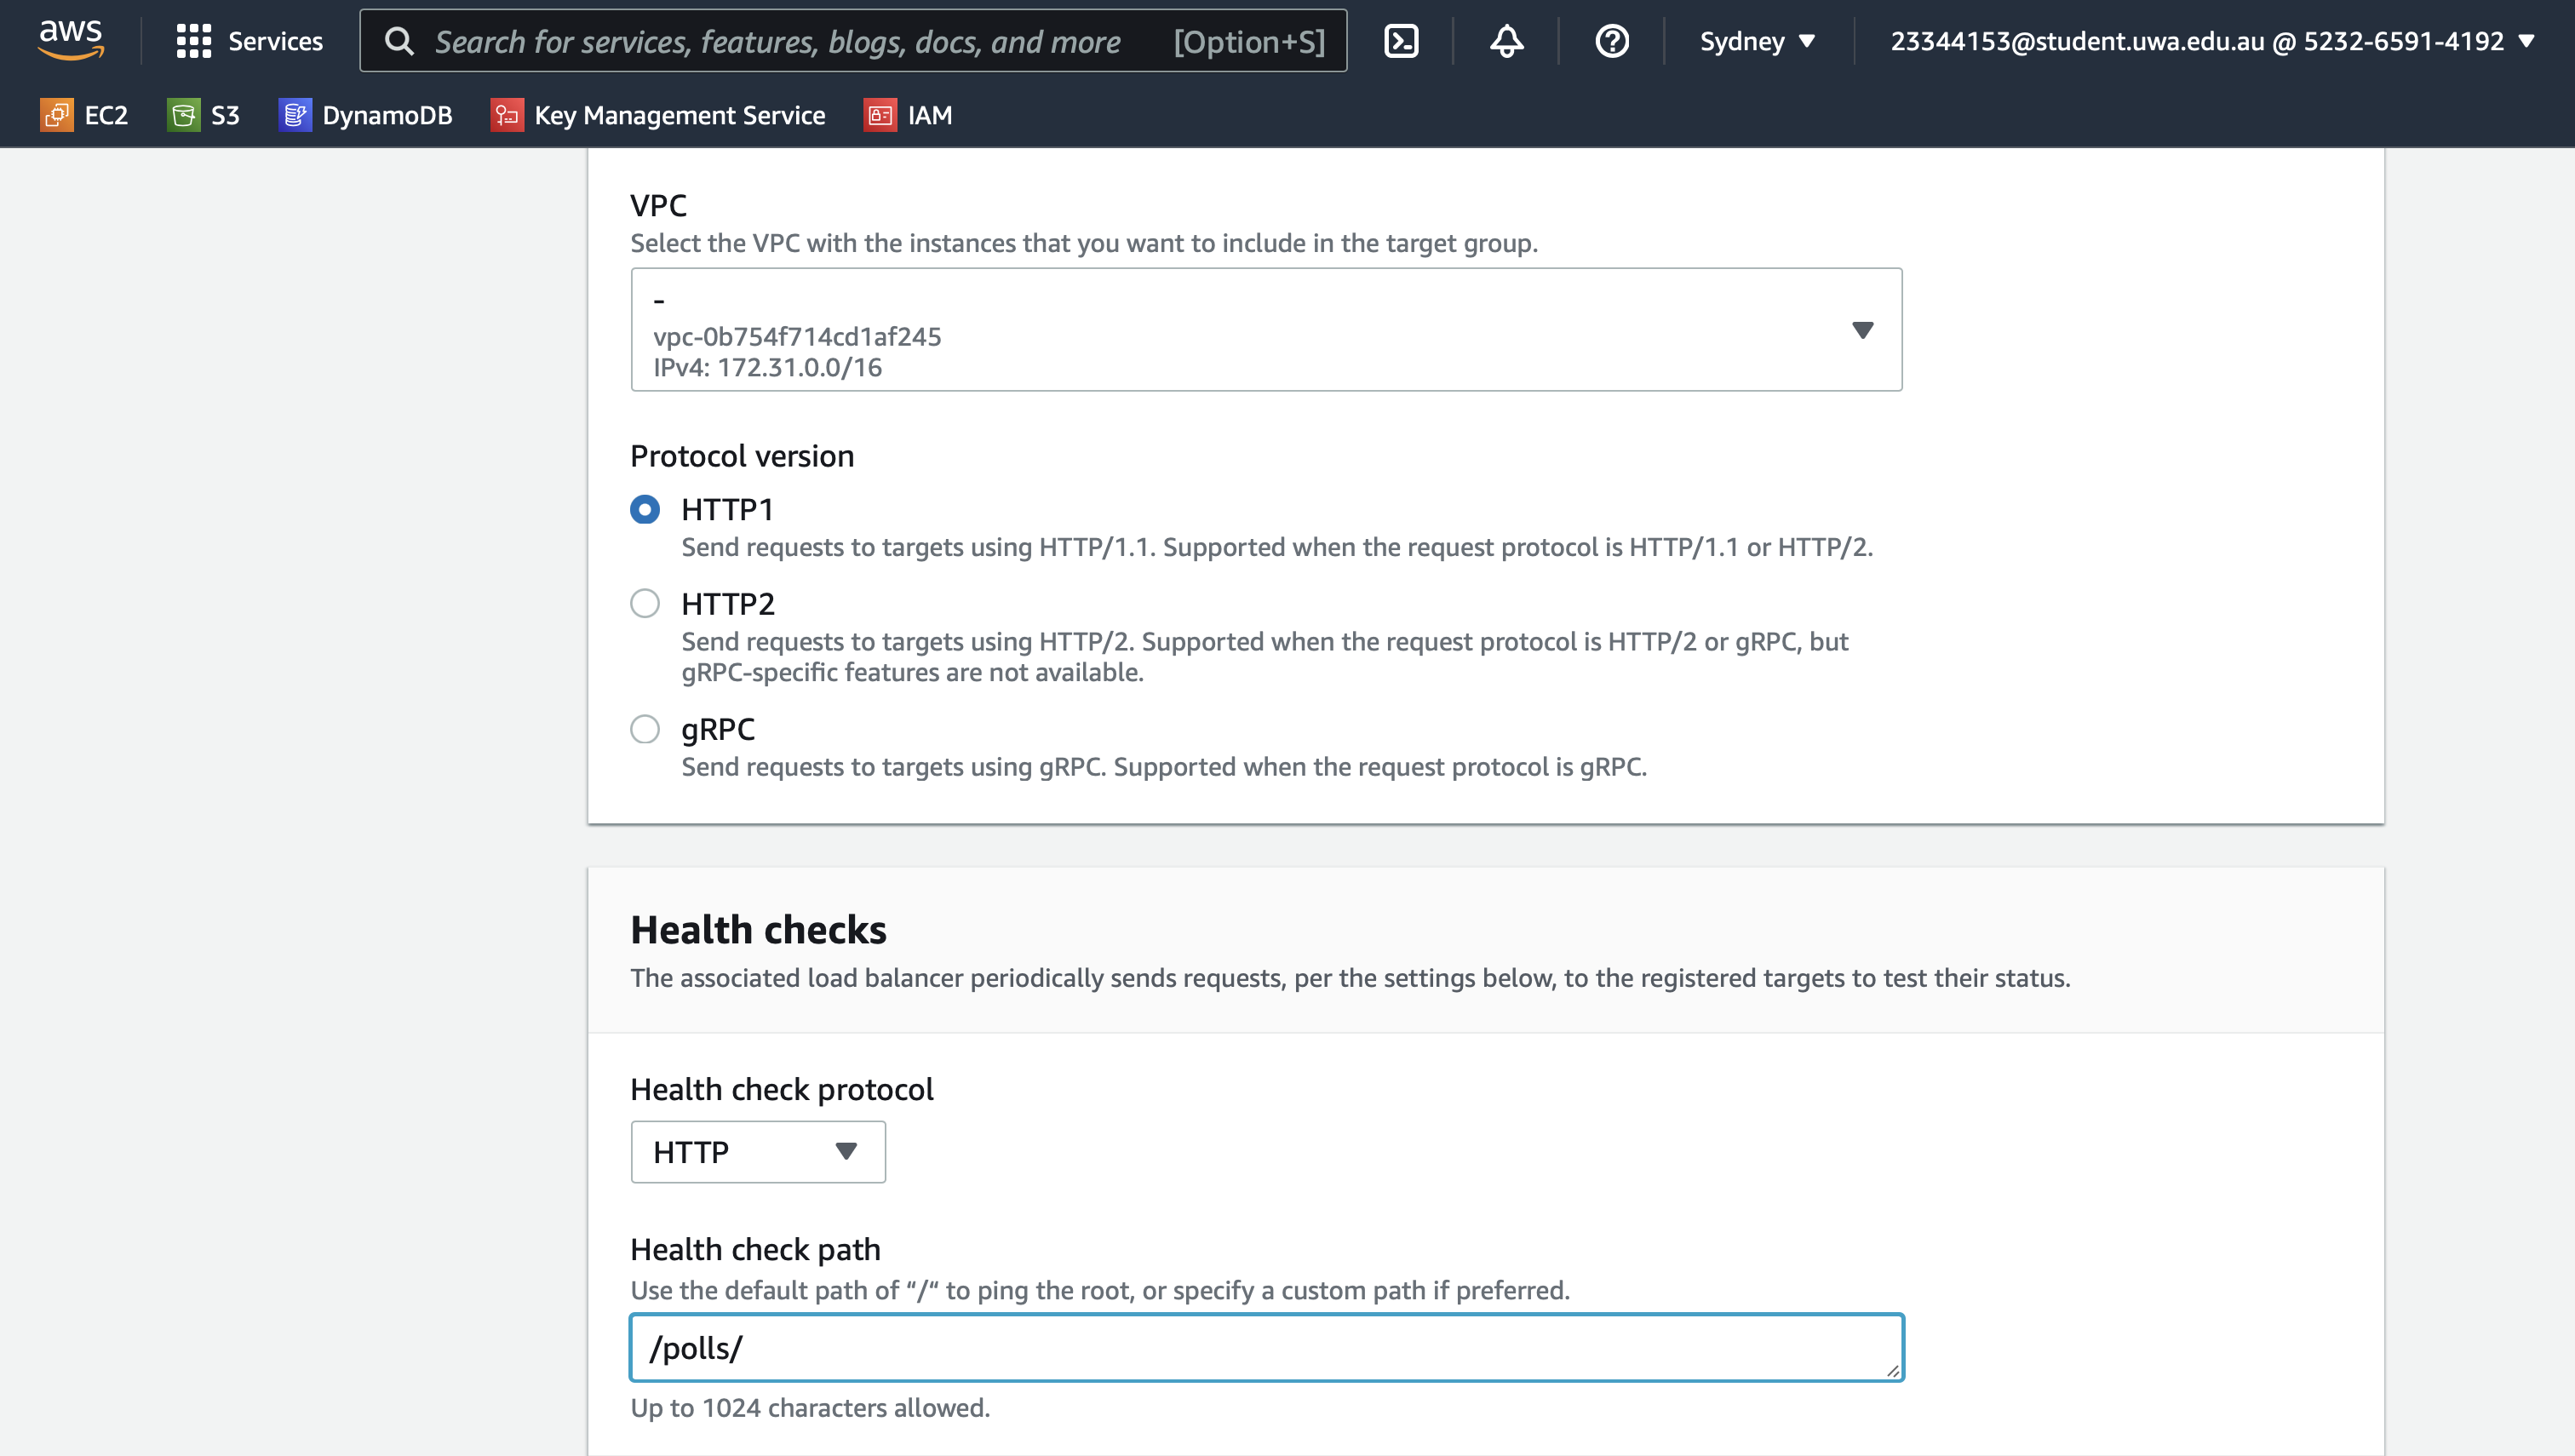 aws
Services
Search for services, features, blogs, docs, and more [Option+S]
Sydney
23344153@student.uwa.edu.au @ 5232-6591-4192
EC2
S3
DynamoDB
Key Management Service
IAM
VPC
Select the VPC with the instances that you want to include in the target group.
-
vpc-0b754f714cd1af245
IPv4: 172.31.0.0/16
Protocol version
HTTP1
Send requests to targets using HTTP/1.1. Supported when the request protocol is HTTP/1.1 or HTTP/2.
HTTP2
Send requests to targets using HTTP/2. Supported when the request protocol is HTTP/2 or gRPC, but
gRPC-specific features are not available.
gRPC
Send requests to targets using gRPC. Supported when the request protocol is gRPC.
Health checks
The associated load balancer periodically sends requests, per the settings below, to the registered targets to test their status.
Health check protocol
HTTP
Health check path
Use the default path of “/“ to ping the root, or specify a custom path if preferred.
/polls/
Up to 1024 characters allowed.